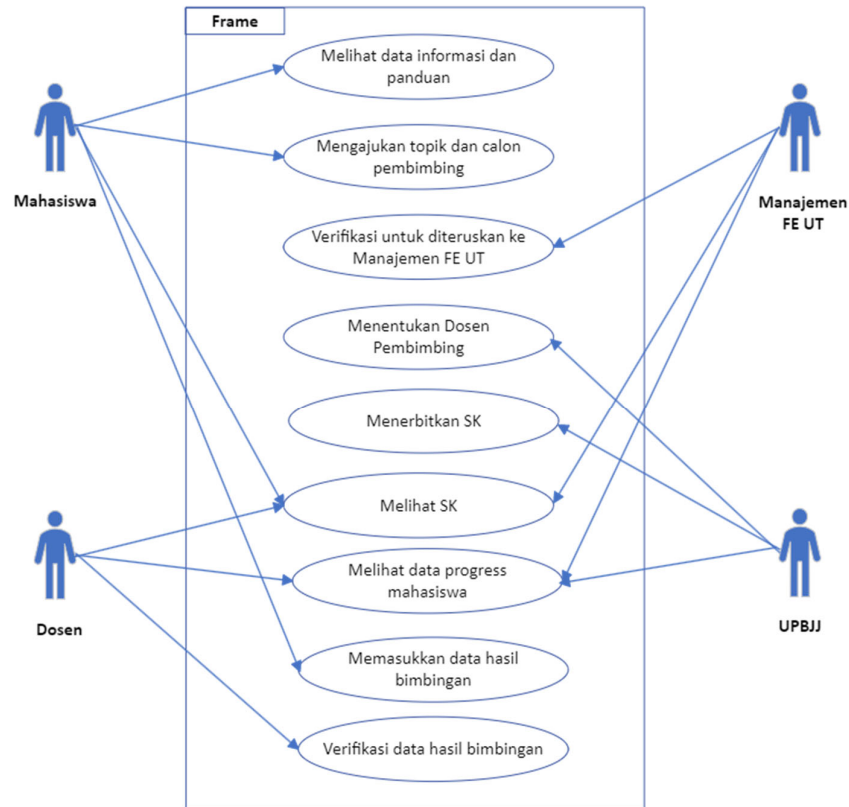 Frame
Melihat data informasi dan
panduan
Mahasiswa
Mengajukan topik dan calon
pembimbing
Manajemen
FE UT
Verifikasi untuk diteruskan ke
Manajemen FE UT
Menentukan Dosen
Pembimbing
Menerbitkan SK
Melihat SK
Dosen
Melihat data progress
mahasiswa
UPBJJ
Memasukkan data hasil
bimbingan
Verifikasi data hasil bimbingan